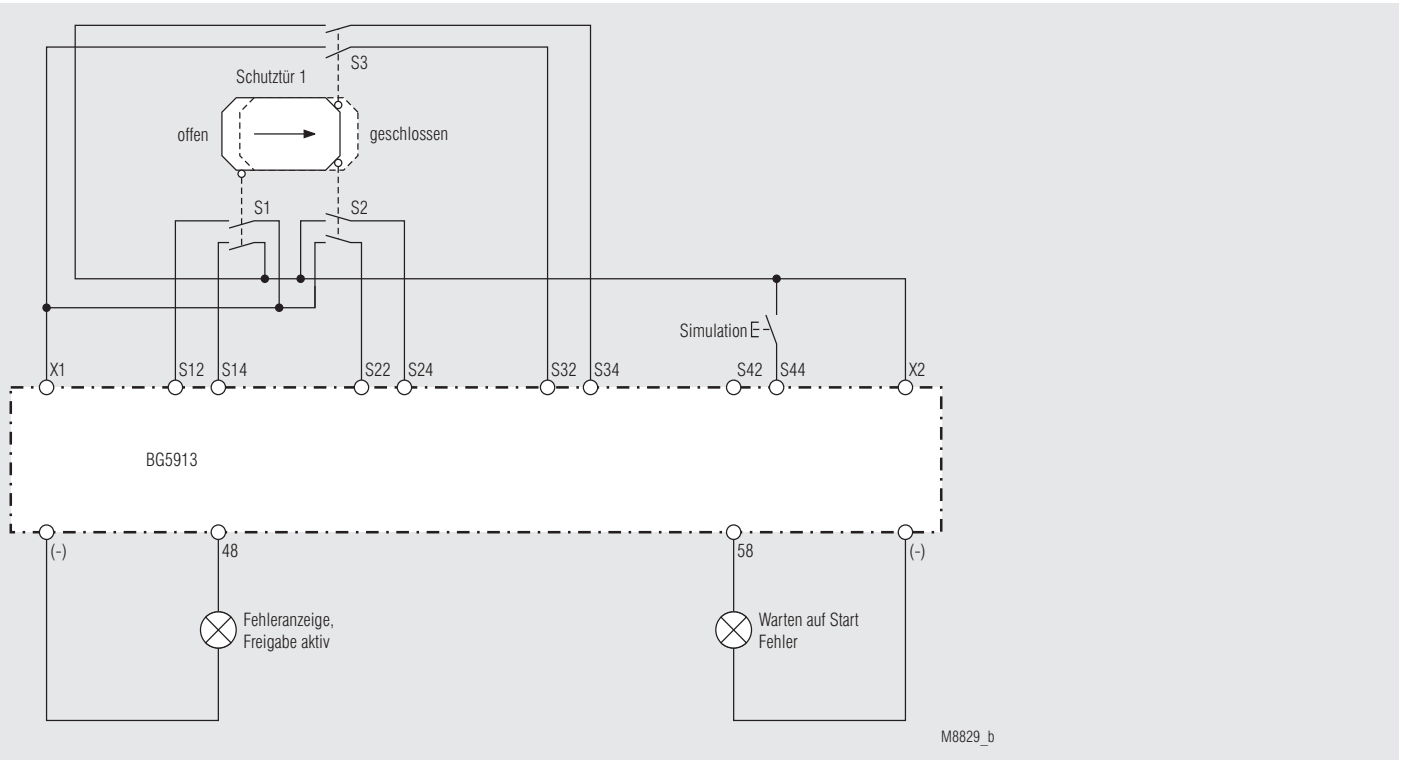 S3
Schutztür 1
offen
geschlossen
S1
S2
Simulation
X1
S12
S14
S22
S24
S32
S34
S42
S44
X2
BG5913
(-)
48
58
(-)
Fehleranzeige,
Freigabe aktiv
Warten auf Start
Fehler
M8829_b